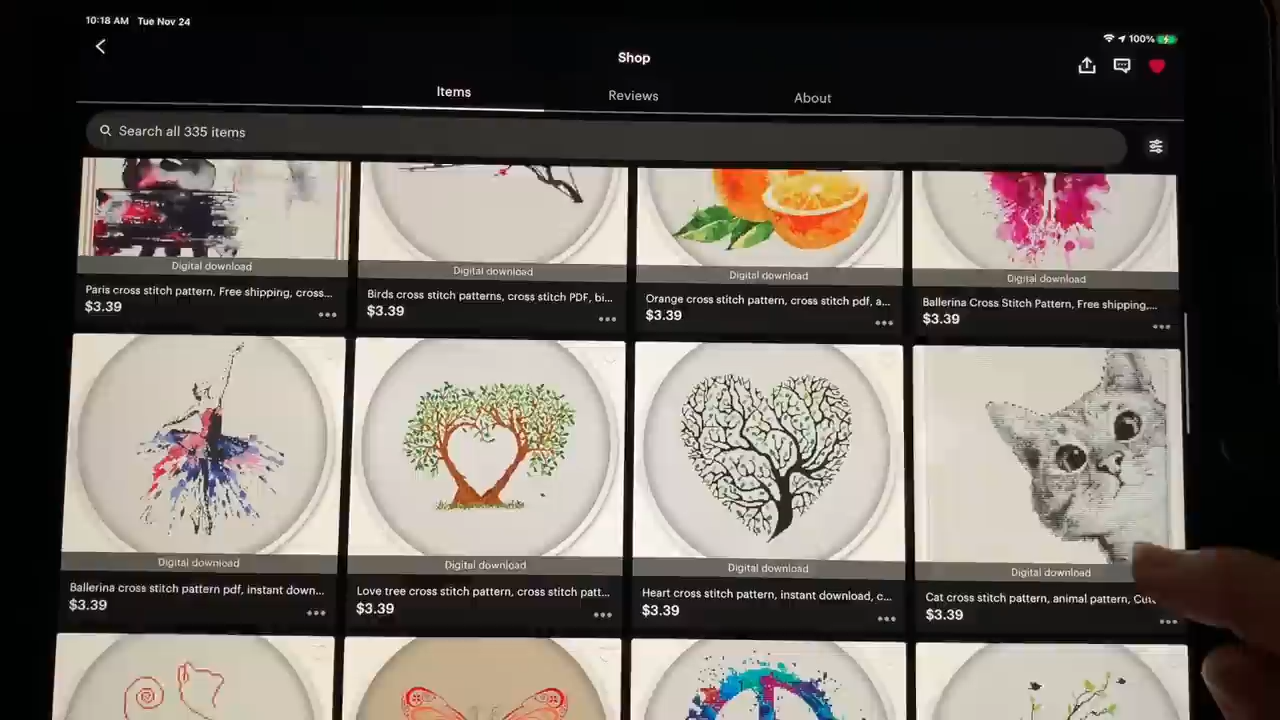 10:18 AM Tue Nov 24
100%
Shop
Items
Reviews
About
Search all 335 items
Digital download
Digital download
Digital download
Digital download
Paris cross stitch pattern, Free shipping, cross...
$3.39
Birds cross stitch patterns, cross stitch PDF, bi...
$3.39
Orange cross stitch pattern, cross stitch pdf, a...
$3.39
Ballerina Cross Stitch Pattern, Free shipping,...
$3.39
Digital download
Digital download
Digital download
Digital download
Ballerina cross stitch pattern pdf, instant down...
$3.39
Love tree cross stitch pattern, cross stitch patt...
$3.39
Heart cross stitch pattern, instant download, c...
$3.39
Cat cross stitch pattern, animal pattern,
$3.39